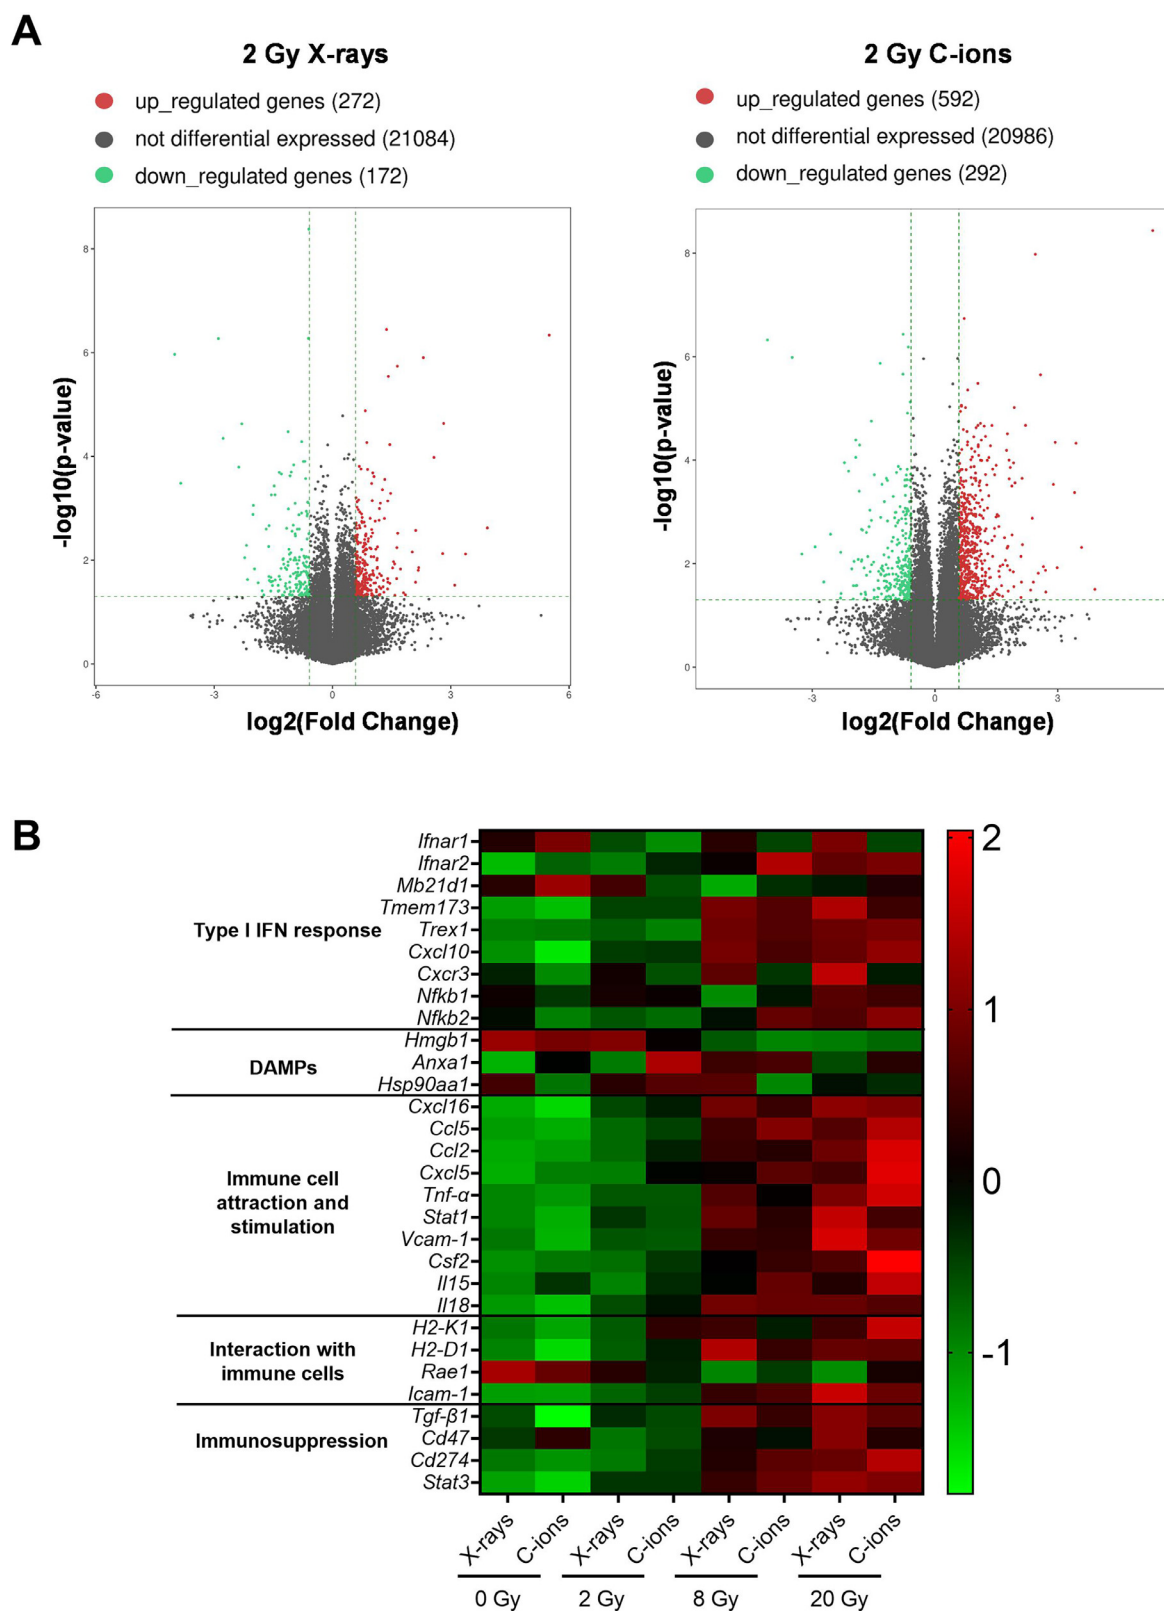 A
2 Gy X-rays
up_regulated genes (272)
not differential expressed (21084)
down_regulated genes (172)
8
6
4
2
0
-log10(p-value)
-6 -3 0 3 6
log2(Fold Change)
2 Gy C-ions
up_regulated genes (592)
not differential expressed (20986)
down_regulated genes (292)
8
6
4
2
0
-log10(p-value)
-3 0 3
log2(Fold Change)
B
Type I IFN response
Ifnar1
Ifnar2
Mb21d1
Tmem173
Trex1
Cxcl10
Cxcr3
Nfkb1
Nfkb2
DAMPs
Hmgb1
Anxa1
Hsp90aa1
Immune cell
attraction and
stimulation
Cxcl16
Ccl5
Ccl2
Cxcl5
Tnf-α
Stat1
Vcam-1
Csf2
Il15
Il18
Interaction with
immune cells
H2-K1
H2-D1
Rae1
Icam-1
Immunosuppression
Tgf-β1
Cd47
Cd274
Stat3
2
1
0
-1
X-rays C-ions X-rays C-ions X-rays C-ions X-rays C-ions
0 Gy 2 Gy 8 Gy 20 Gy